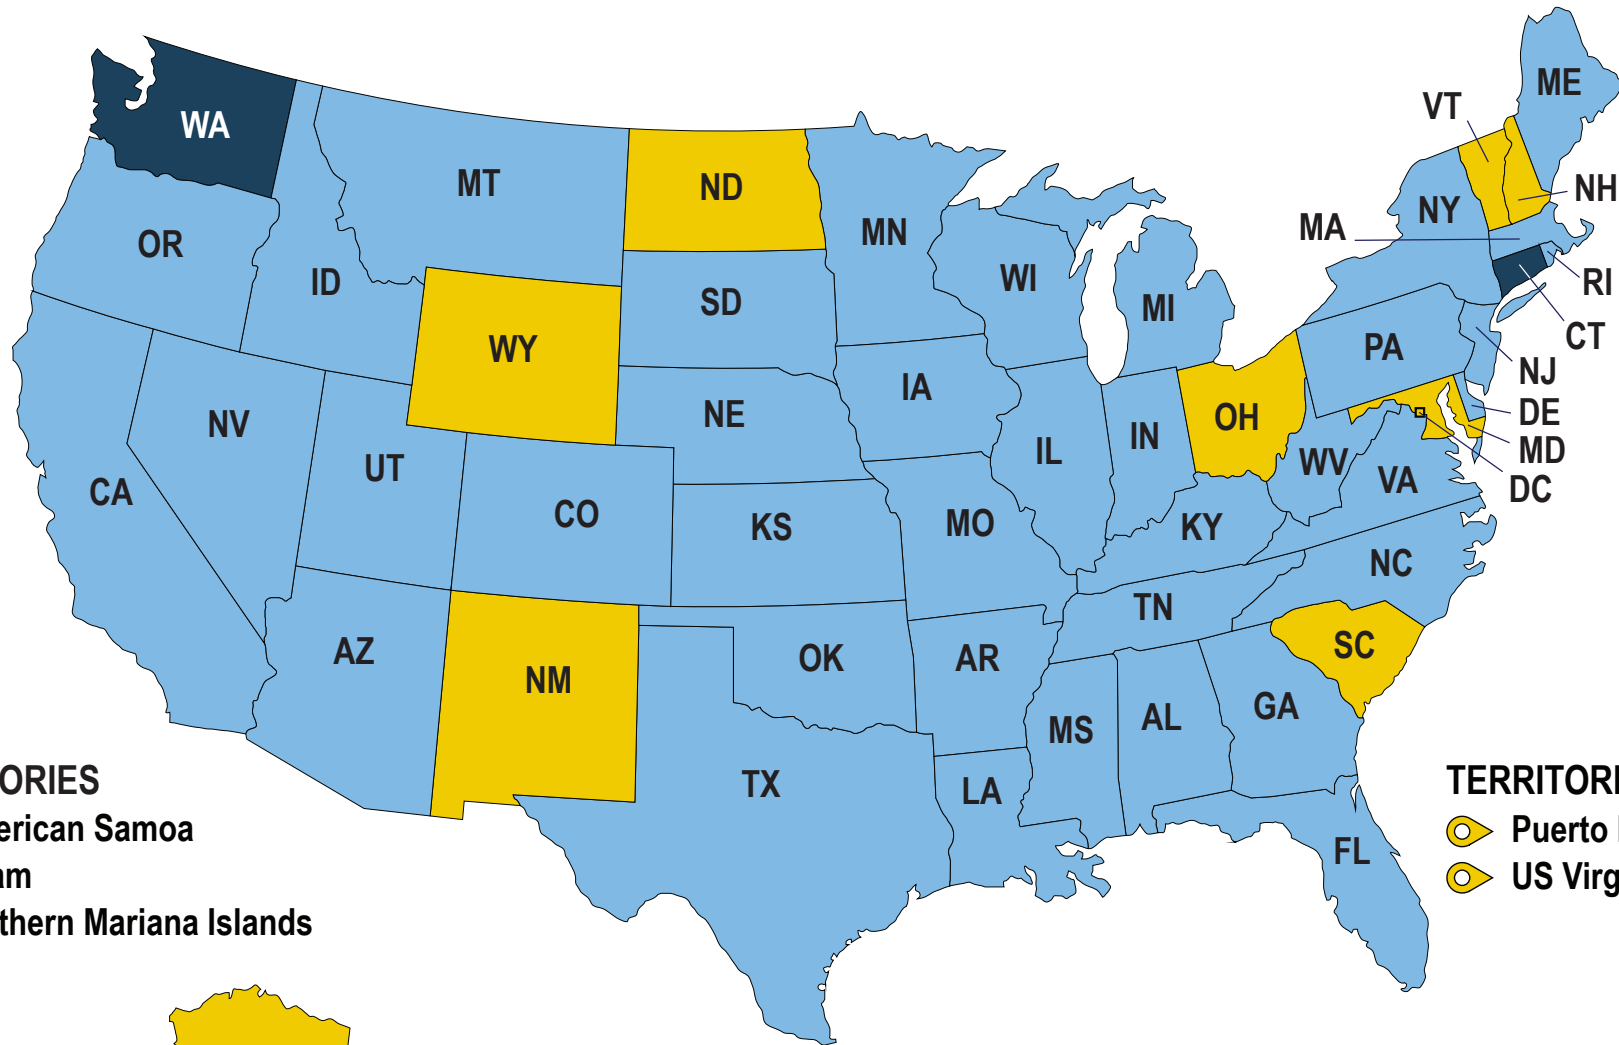 ME
VT
WA
MT
ND
NH
MN
NY
MA
OR
ID
WI
RI
SD
MI
CT
WY
PA
NJ
IA
DE
NV
NE
OH
IN
MD
IL
WV
UT
VA
DC
CA
CO
KS
MO
KY
NC
TN
AZ
OK
AR
SC
NM
GA
MS
AL
TX
LA
FL
ORIES
erican Samoa
am
thern Mariana Islands
TERRITORI
Puerto
US Virg